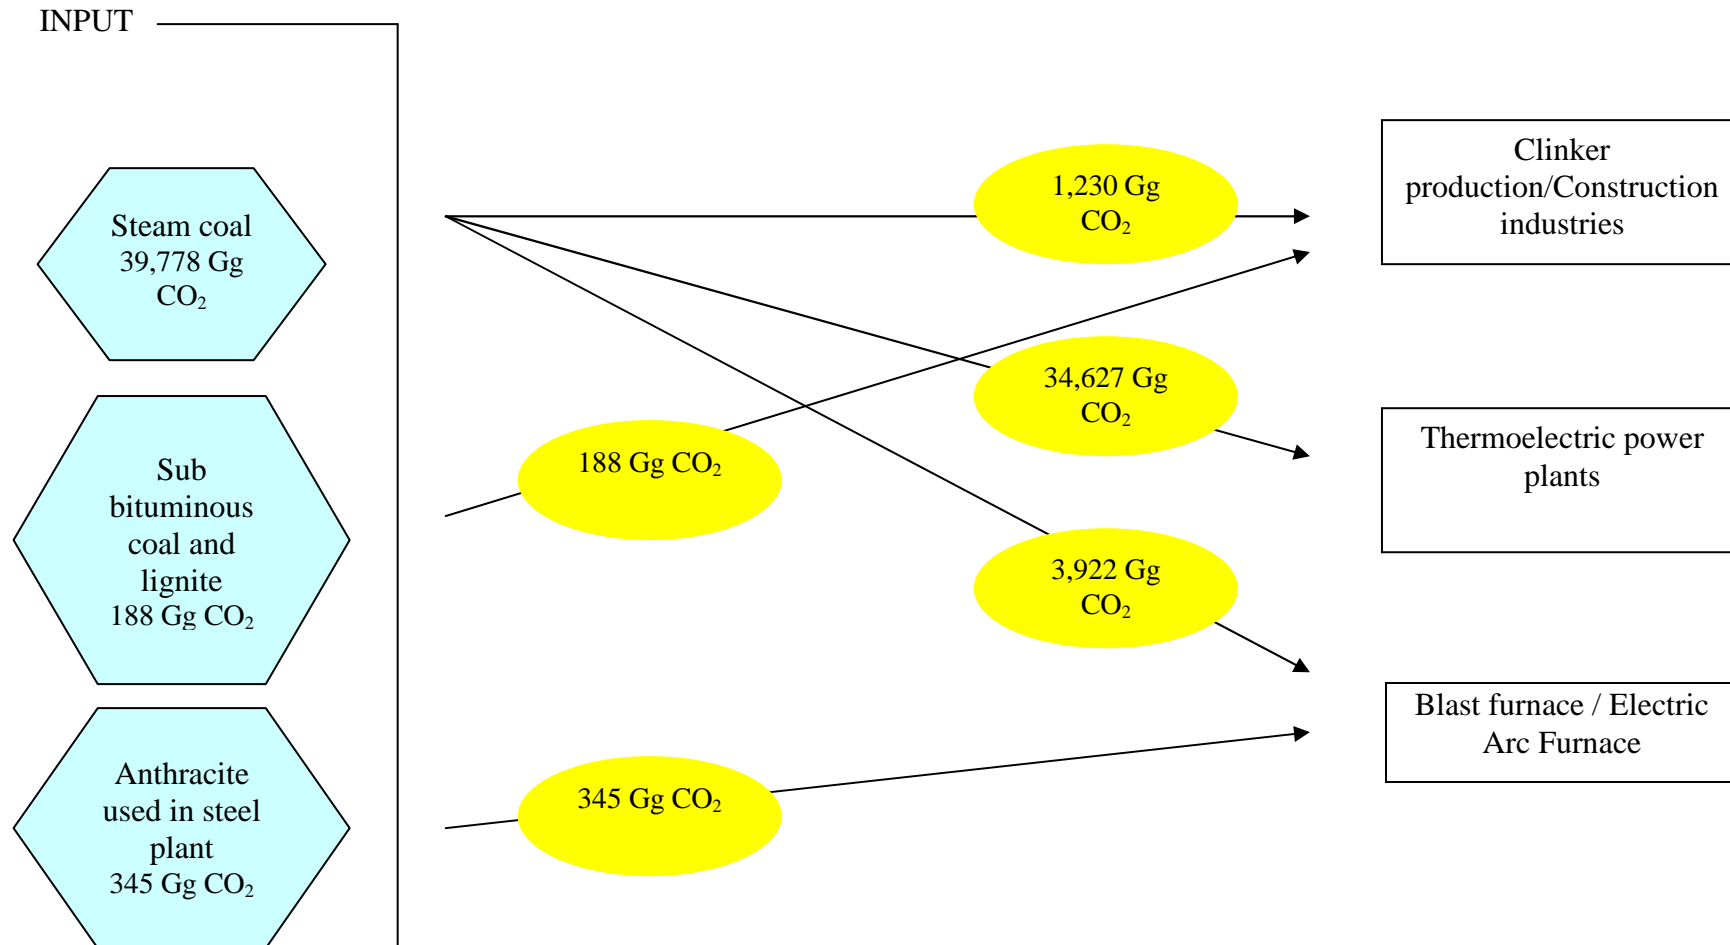 INPUT
Steam coal
39,778 Gg
CO₂
Sub
bituminous
coal and
lignite
188 Gg CO₂
Anthracite
used in steel
plant
345 Gg CO₂
1,230 Gg
CO₂
34,627 Gg
CO₂
188 Gg CO₂
3,922 Gg
CO₂
345 Gg CO₂
Clinker
production/Construction
industries
Thermoelectric power
plants
Blast furnace / Electric
Arc Furnace